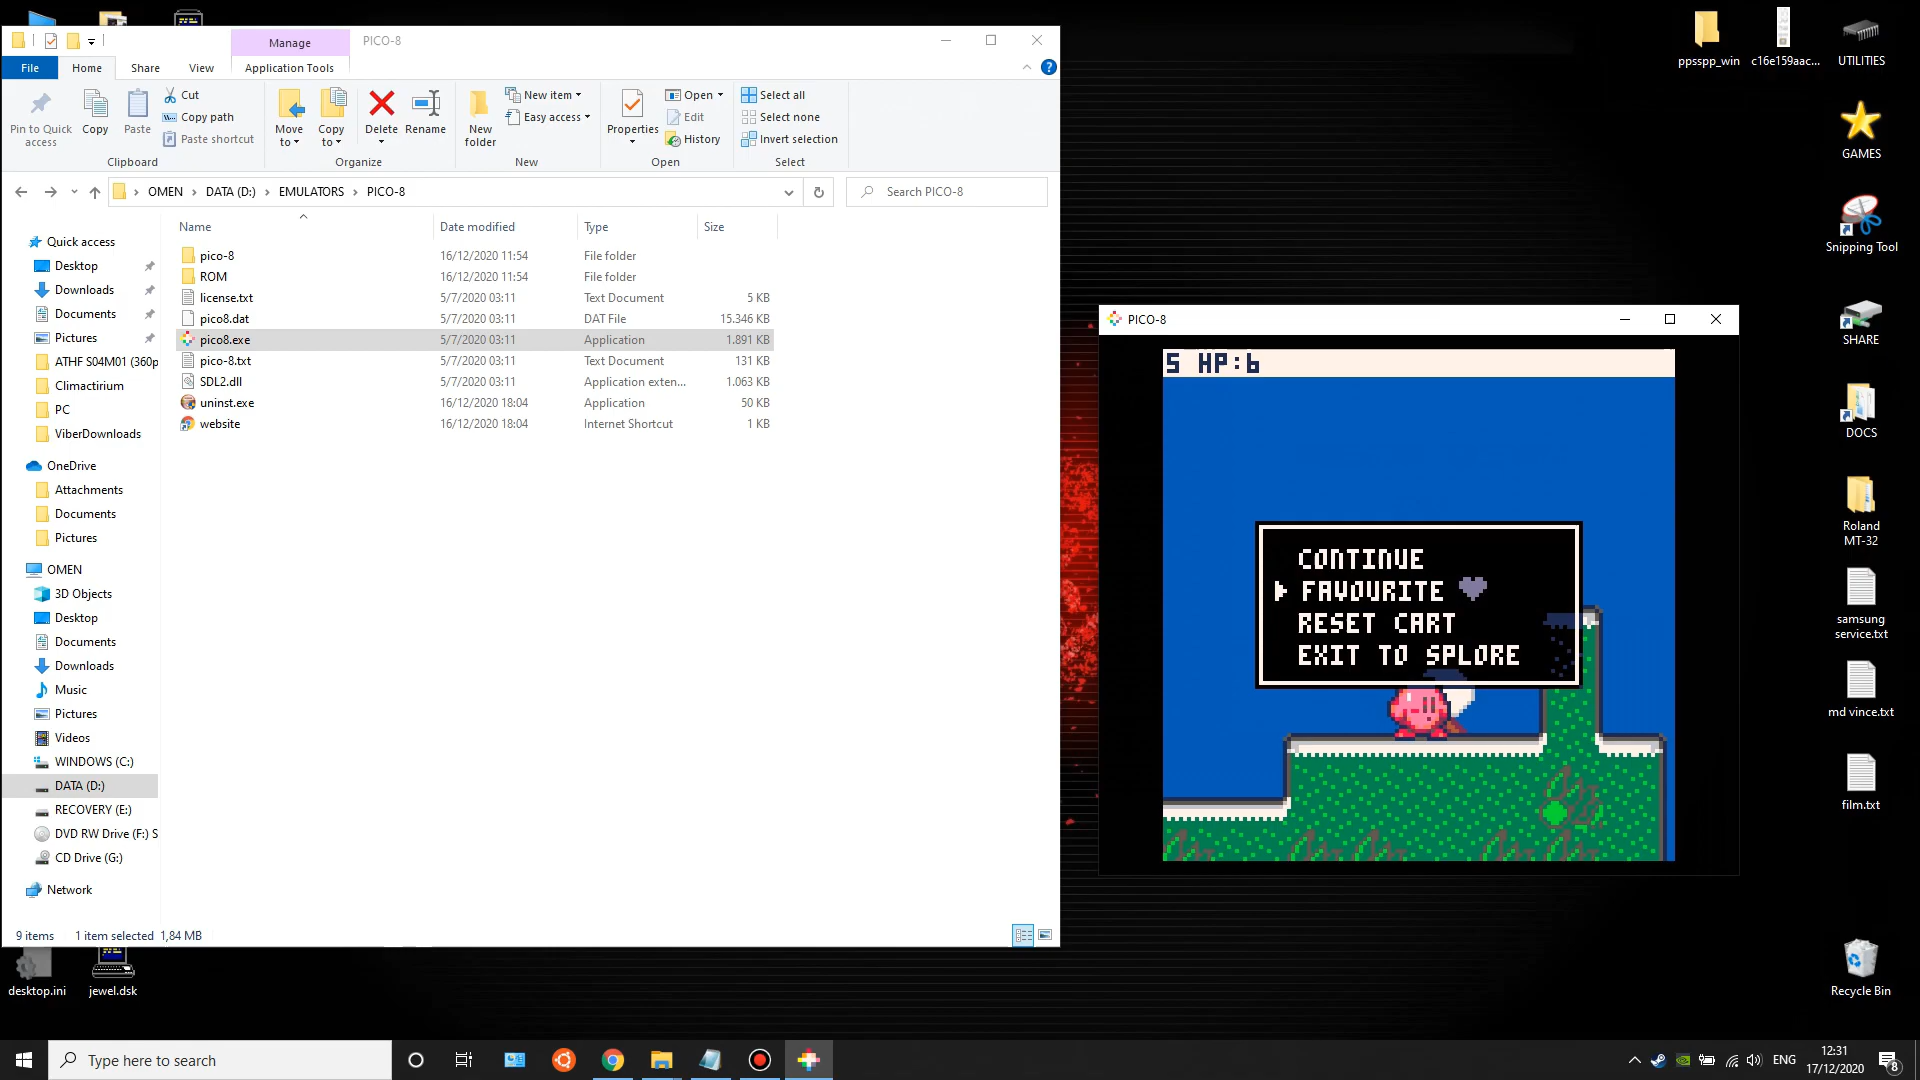 Manage
PICO-8
File
Home
Share
View
Application Tools
Pin to Quick access
Copy
Paste
Cut
Copy path
Paste shortcut
Clipboard
Move to
Copy to
Delete
Rename
Organize
New folder
New item
Easy access
New
Properties
Open
Edit
History
Open
Select all
Select none
Invert selection
Select
OMEN
DATA (D:)
EMULATORS
PICO-8
Search PICO-8
Name
Date modified
Type
Size
pico-8 16/12/2020 11:54 File folder
ROM 16/12/2020 11:54 File folder
license.txt 5/7/2020 03:11 Text Document 5 KB
pico8.dat 5/7/2020 03:11 DAT File 15.346 KB
pico8.exe 5/7/2020 03:11 Application 1.891 KB
pico-8.txt 5/7/2020 03:11 Text Document 131 KB
SDL2.dll 5/7/2020 03:11 Application exten... 1.063 KB
uninst.exe 16/12/2020 18:04 Application 50 KB
website 16/12/2020 18:04 Internet Shortcut 1 KB
Quick access
Desktop
Downloads
Documents
Pictures
ATHF S04M01 (360p
Climactirium
PC
ViberDownloads
OneDrive
Attachments
Documents
Pictures
OMEN
3D Objects
Desktop
Documents
Downloads
Music
Pictures
Videos
WINDOWS (C:)
DATA (D:)
RECOVERY (E:)
DVD RW Drive (F:) S
CD Drive (G:)
Network
9 items
1 item selected 1,84 MB
PICO-8
S HP:6
CONTINUE
FAVOURITE
RESET CART
EXIT TO SPLORE
ppsspp_win
c16e159aac...
UTILITIES
GAMES
Snipping Tool
SHARE
DOCS
Roland
MT-32
samsung
service.txt
md vince.txt
film.txt
Recycle Bin
desktop.ini
jewel.dsk
Type here to search
ENG
12:31
17/12/2020
8